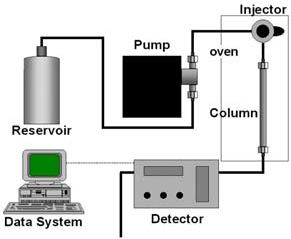 Injector
Pump
oven
Column
Reservoir
Data System
Detector